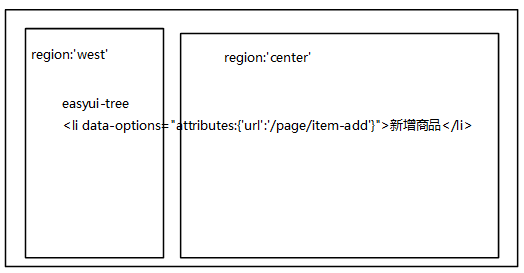 region:'west'
region:'center'
easyui-tree
<li data-options="attributes:{'url':'/page/item-add'}">新增商品</li>